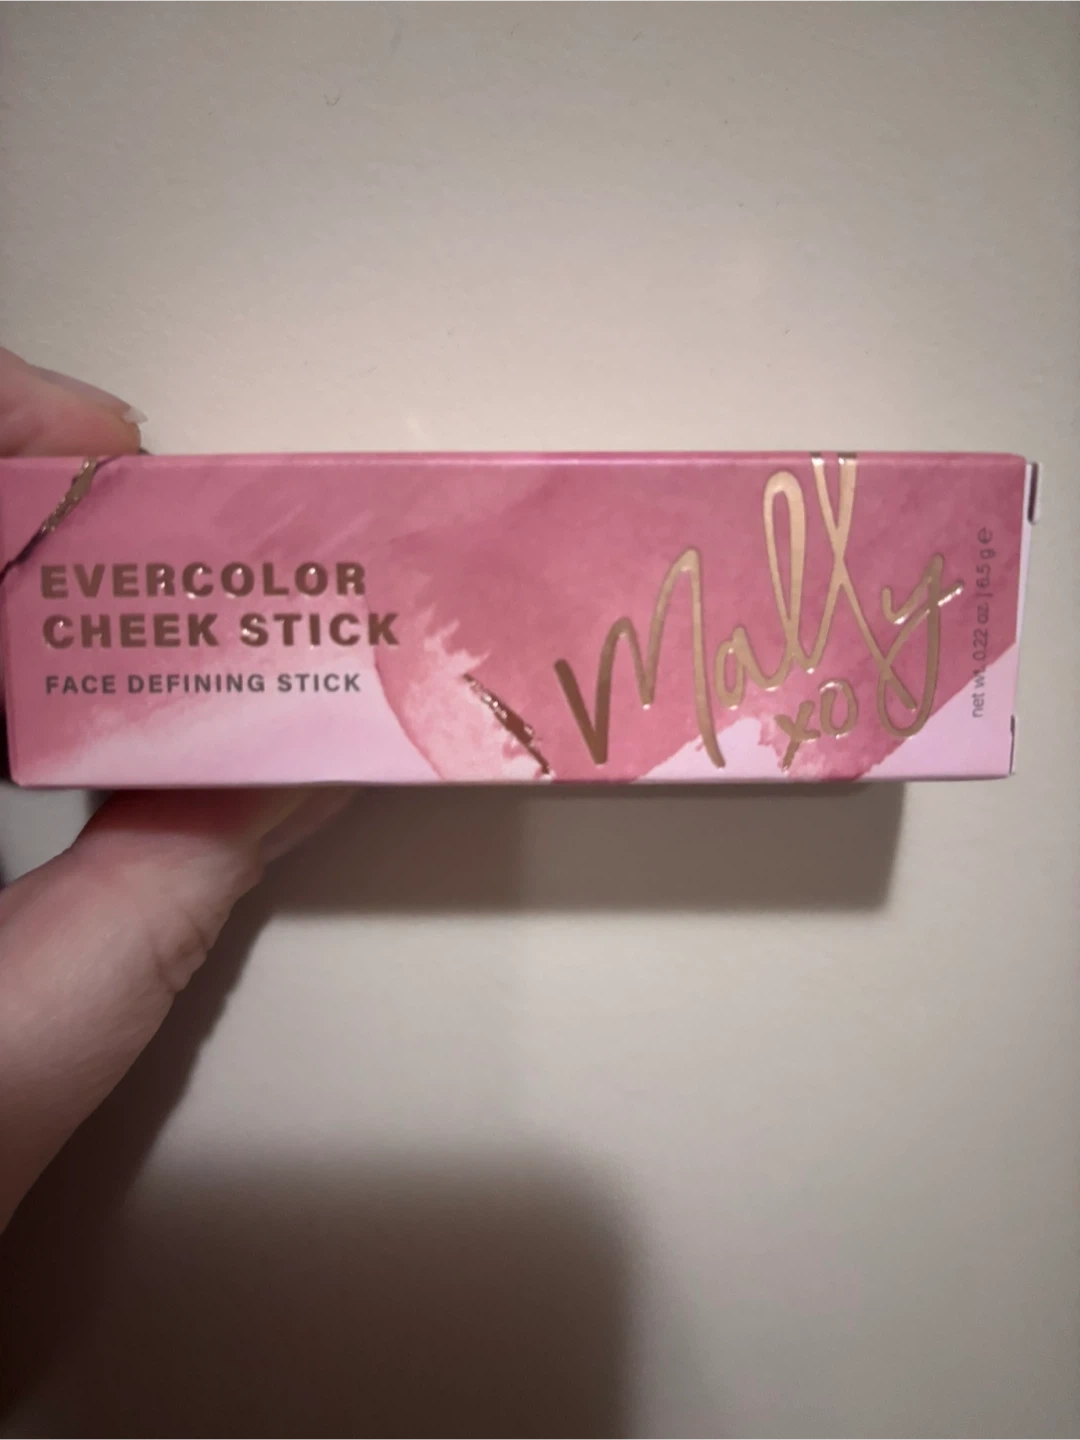 EVERCOLOR
CHEEK STICK
FACE DEFINING STICK
Mally
xo
net wt. 0.22 oz. | 6.5 g e